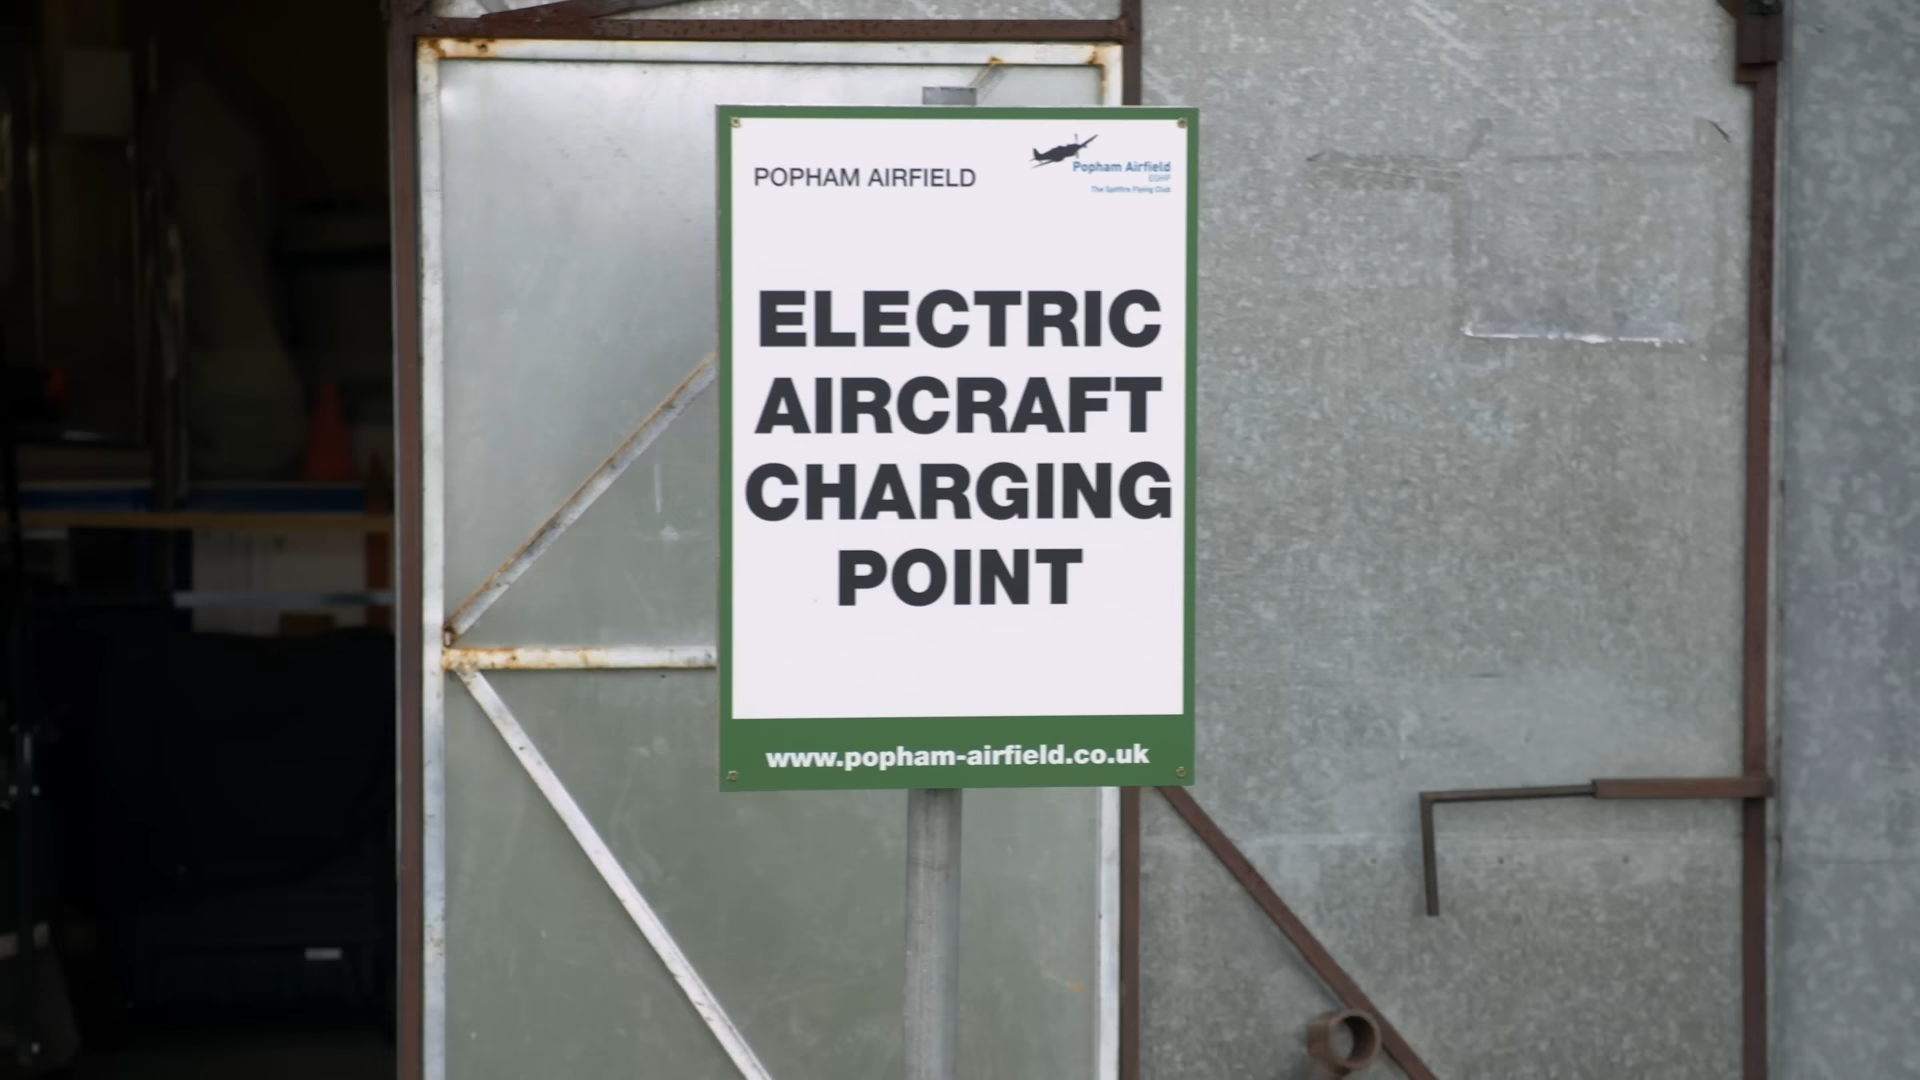 POPHAM AIRFIELD
Popham Airfield
EGHP
The Spitfire Flying Club
ELECTRIC
AIRCRAFT
CHARGING
POINT
www.popham-airfield.co.uk